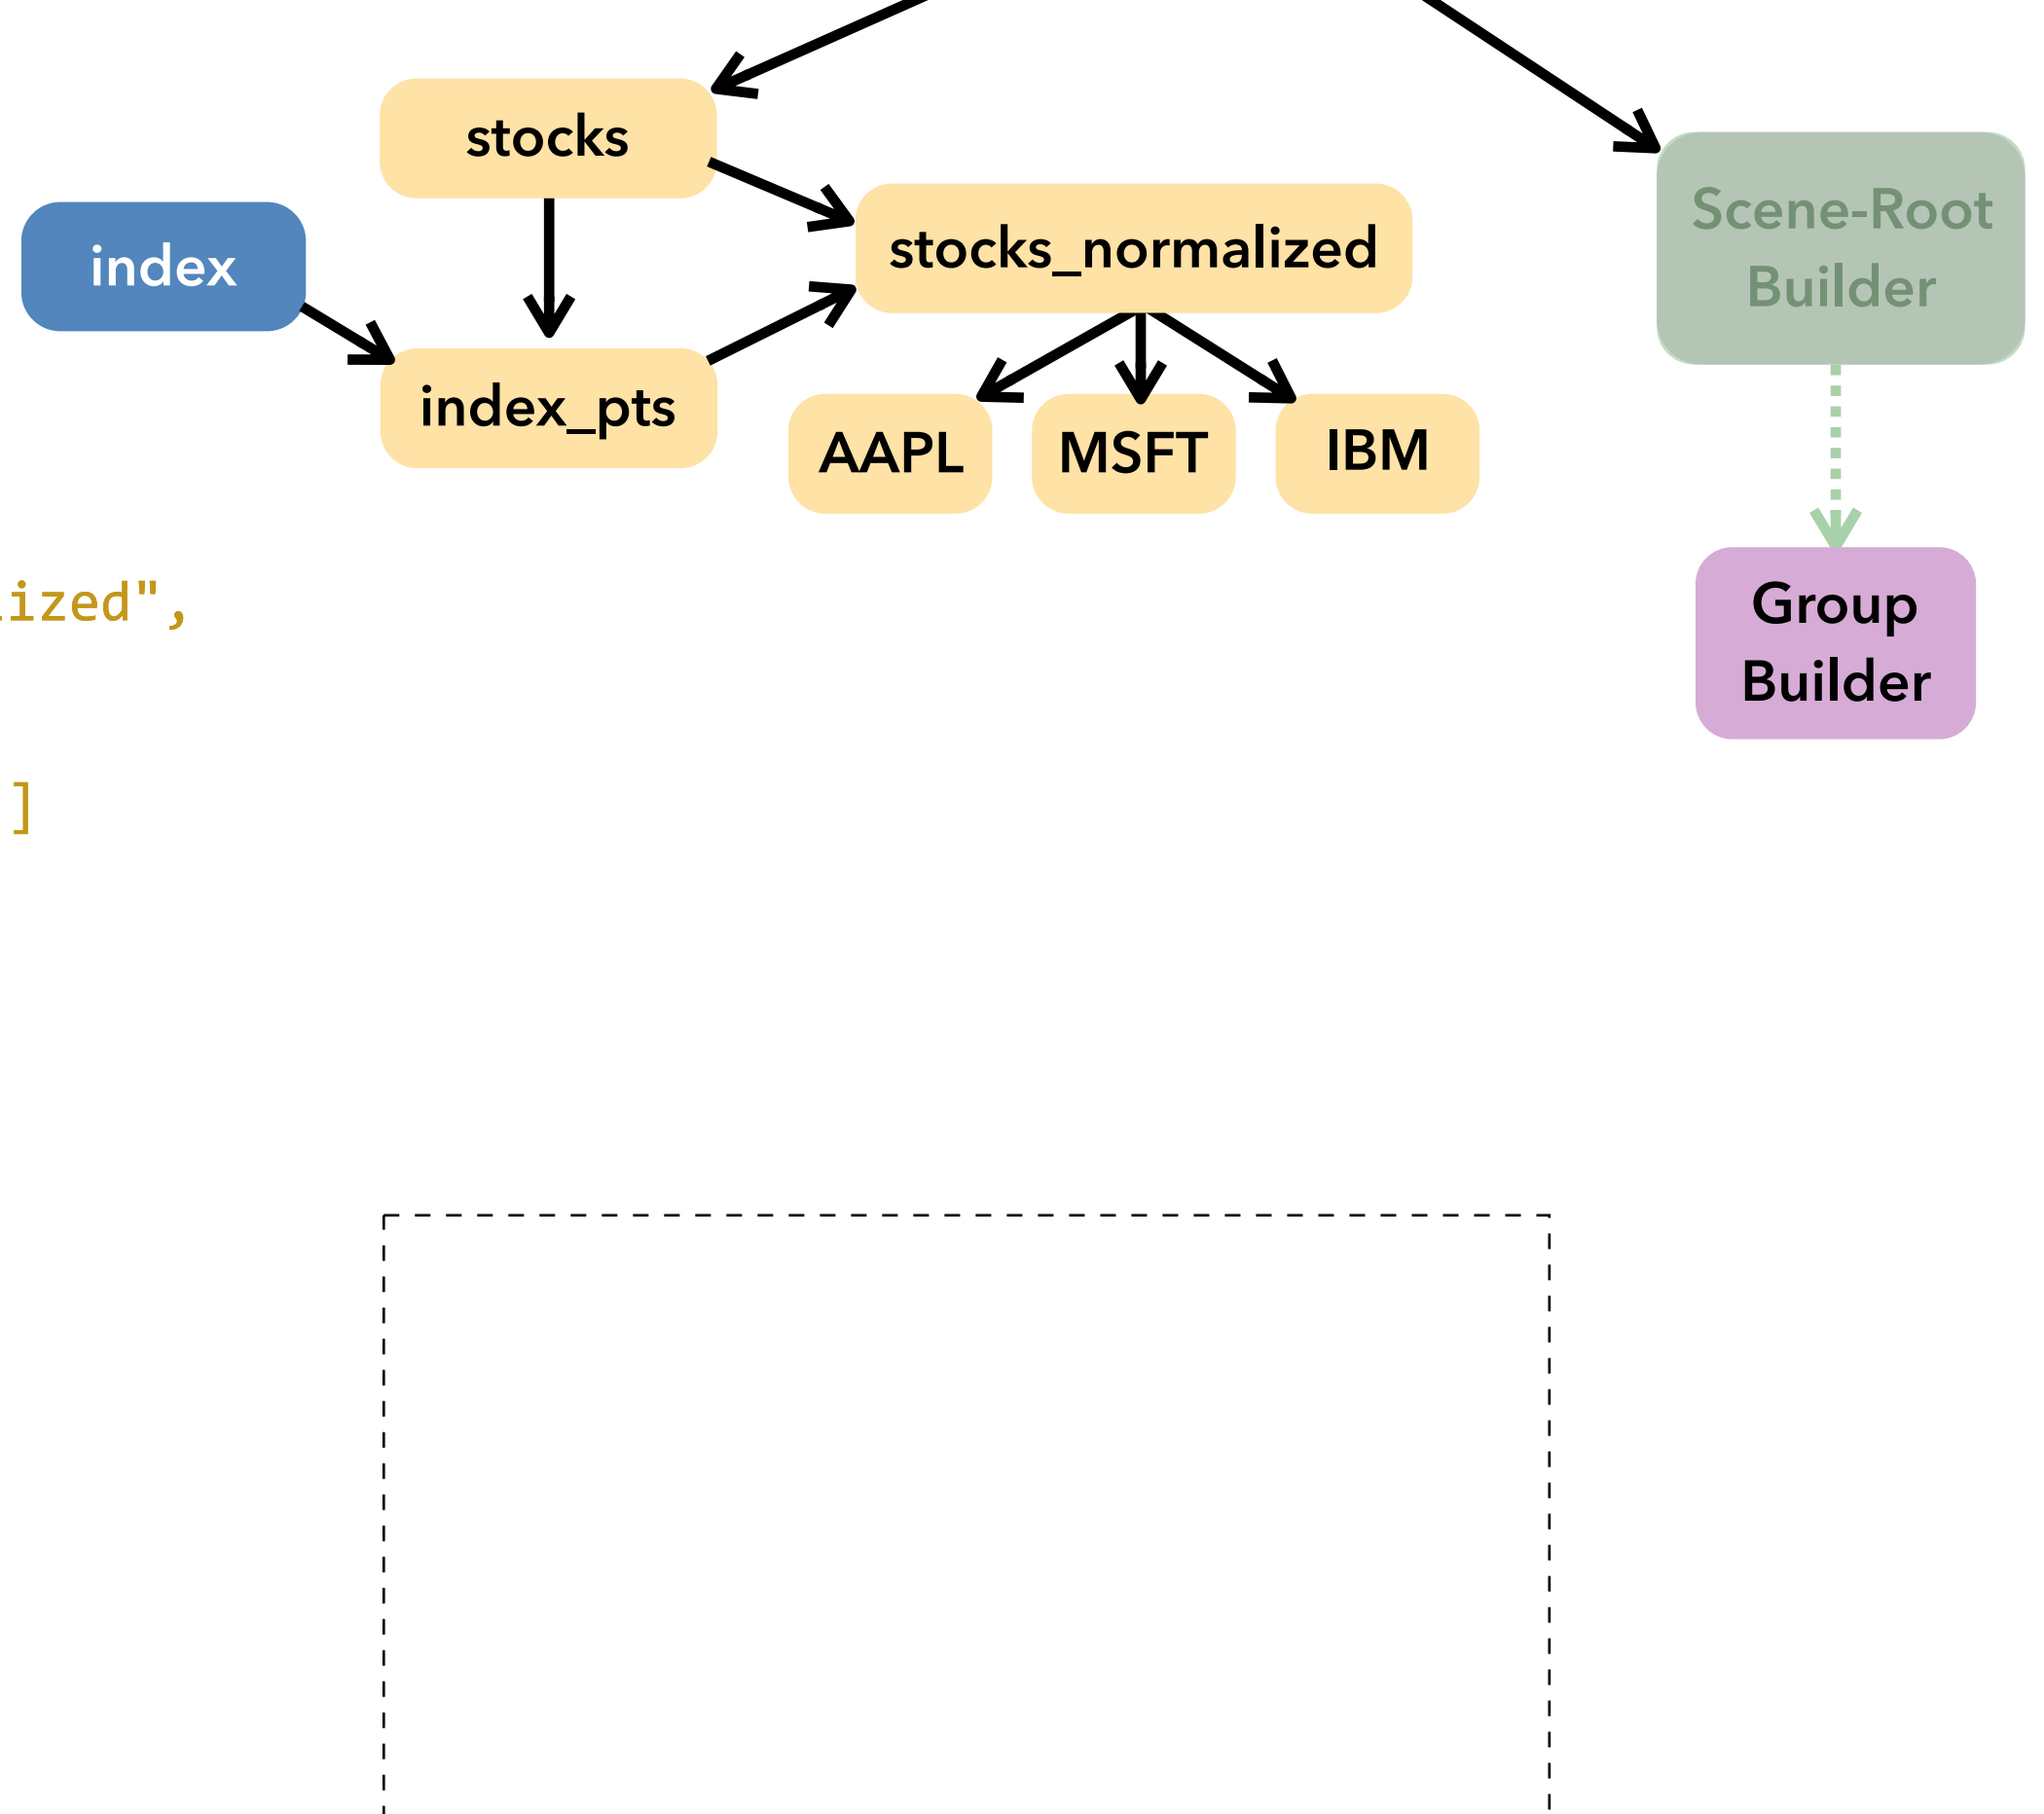 stocks
Scene-Root
Builder
stocks_normalized
index
index_pts
AAPL
MSFT
IBM
ized",
Group
Builder
]